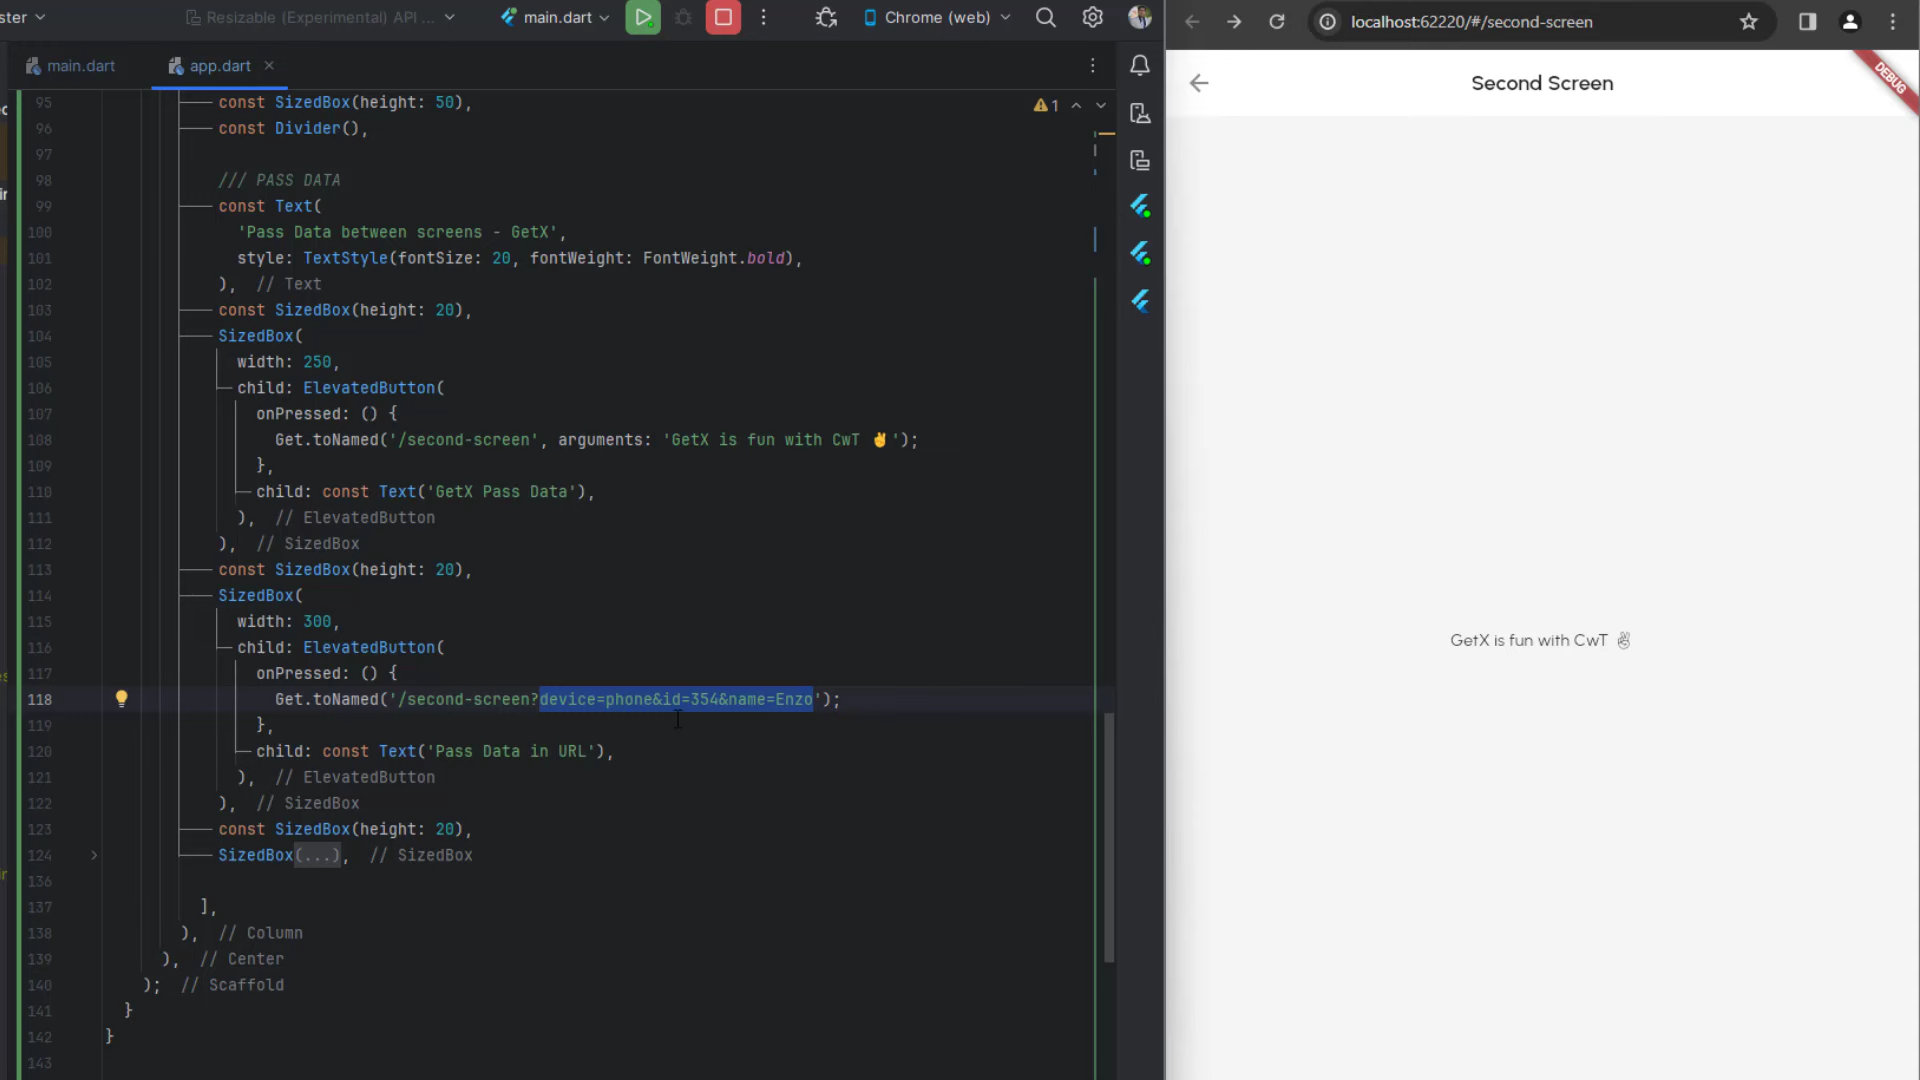 ster
Resizable (Experimental) API ...
main.dart
Chrome (web)
localhost:62220/#/second-screen
main.dart
app.dart
Second Screen
DEBUG
1
95 const SizedBox(height: 50),
96 const Divider(),
97
98 /// PASS DATA
99 const Text(
100 'Pass Data between screens - GetX',
101 style: TextStyle(fontSize: 20, fontWeight: FontWeight.bold),
102 ), // Text
103 const SizedBox(height: 20),
104 SizedBox(
105 width: 250,
106 child: ElevatedButton(
107 onPressed: () {
108 Get.toNamed('/second-screen', arguments: 'GetX is fun with CwT ✌');
109 },
110 child: const Text('GetX Pass Data'),
111 ), // ElevatedButton
112 ), // SizedBox
113 const SizedBox(height: 20),
114 SizedBox(
115 width: 300,
116 child: ElevatedButton(
117 onPressed: () {
118 Get.toNamed('/second-screen?device=phone&id=354&name=Enzo');
119 },
120 child: const Text('Pass Data in URL'),
121 ), // ElevatedButton
122 ), // SizedBox
123 const SizedBox(height: 20),
124 SizedBox(...), // SizedBox
136
137 ],
138 ), // Column
139 ), // Center
140 ); // Scaffold
141 }
142 }
143
GetX is fun with CwT ✌